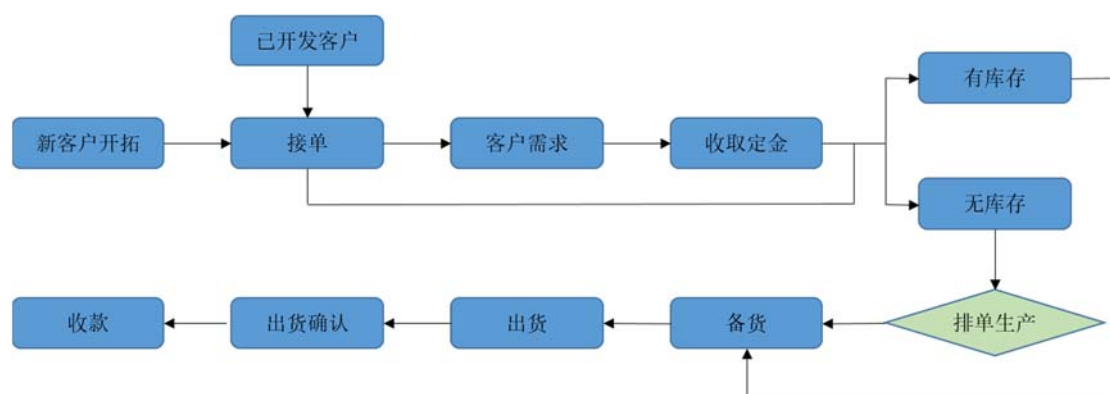 已开发客户
有库存
新客户开拓
接单
客户需求
收取定金
无库存
收款
出货确认
出货
备货
排单生产